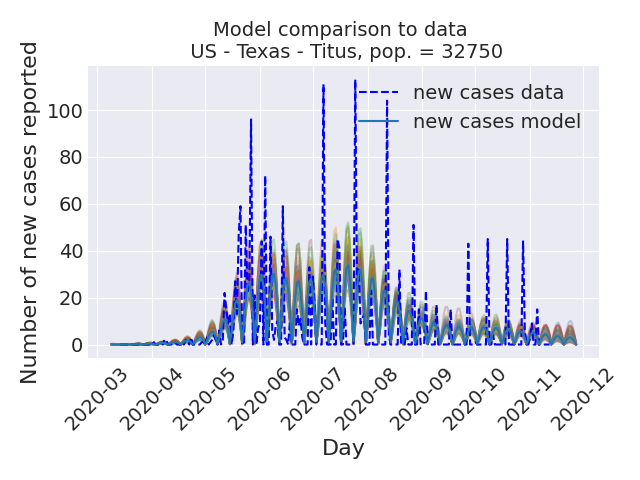 Model comparison to data
US - Texas - Titus, pop. = 32750
Number of new cases reported
100
80
60
40
20
0
new cases data
new cases model
2020-03
2020-04
2020-05
2020-06
2020-07
2020-08
2020-09
2020-10
2020-11
2020-12
Day